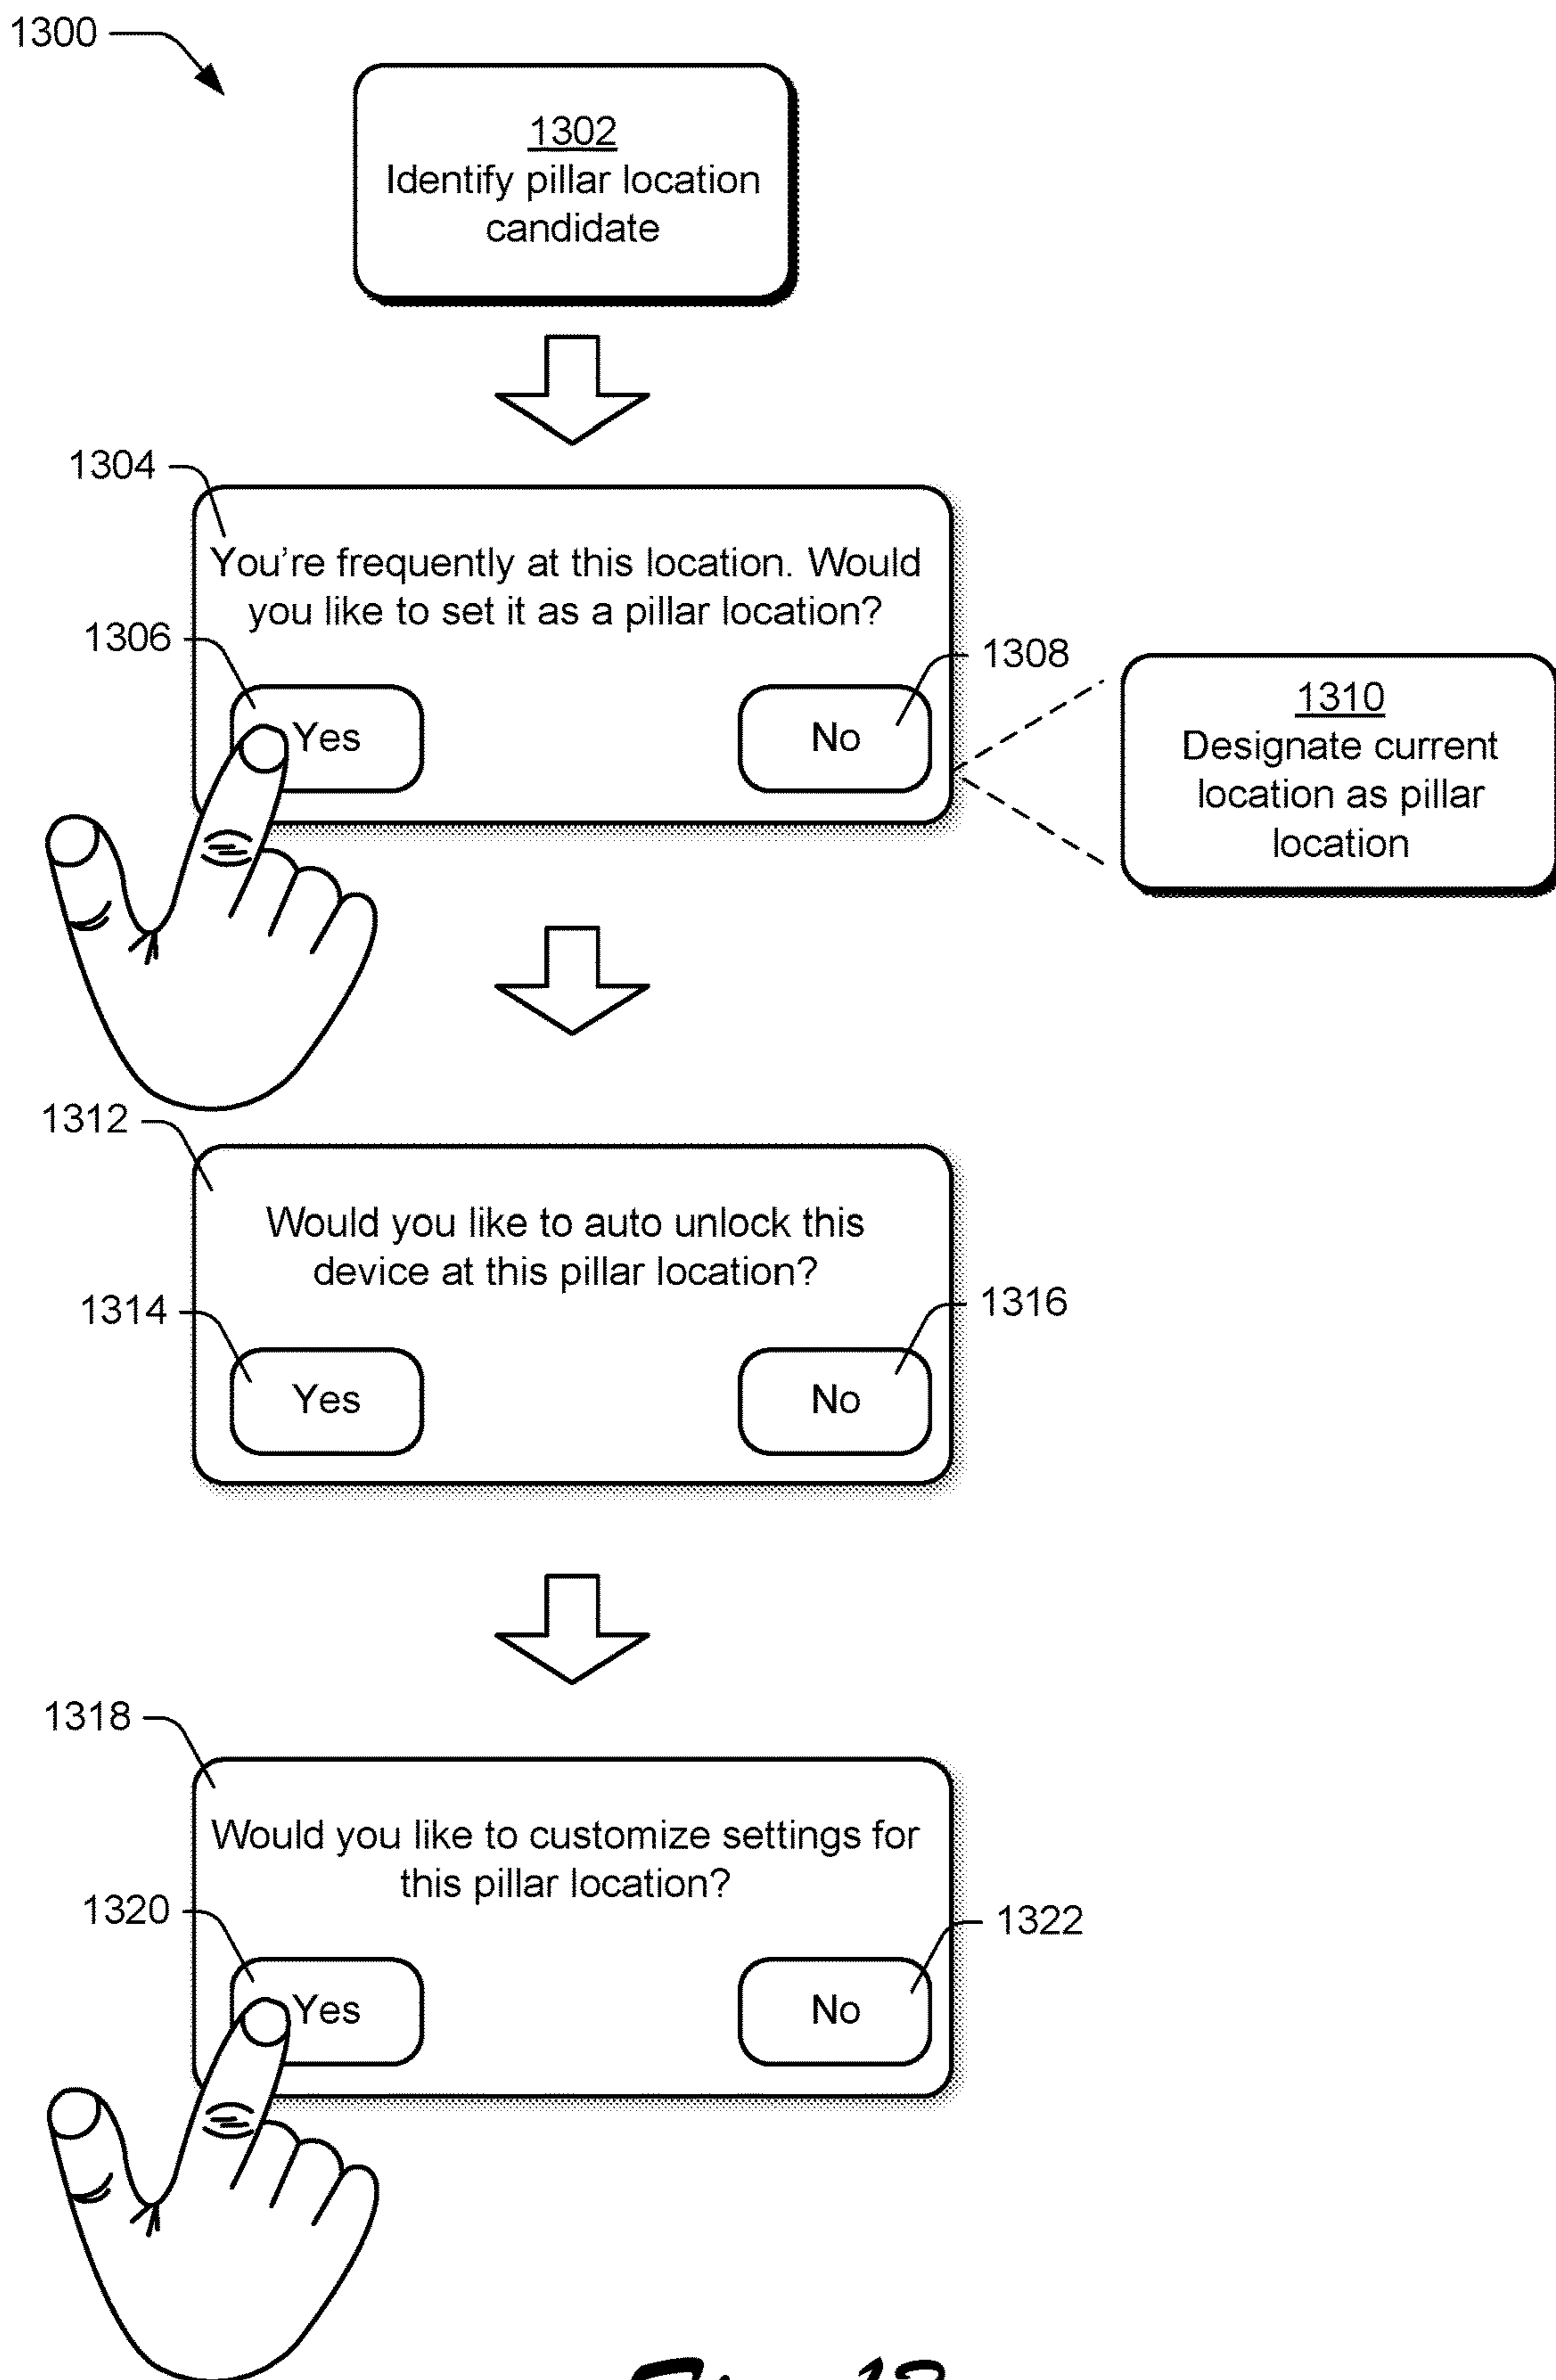 1300
1302
Identify pillar location
candidate
1304
You're frequently at this location. Would
you like to set it as a pillar location?
1306
Yes
1308
No
1310
Designate current
location as pillar
location
1312
Would you like to auto unlock this
device at this pillar location?
1314
Yes
1316
No
1318
Would you like to customize settings for
this pillar location?
1320
Yes
1322
No